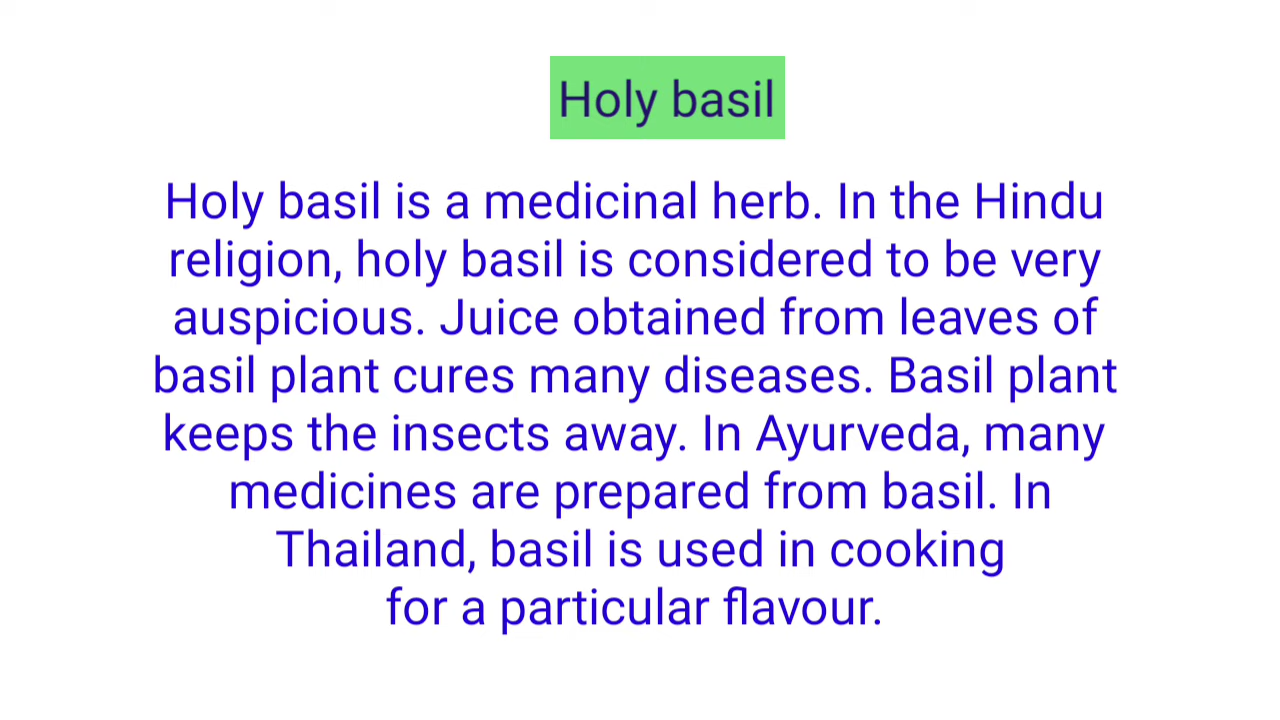 Holy basil
Holy basil is a medicinal herb. In the Hindu
religion, holy basil is considered to be very
auspicious. Juice obtained from leaves of
basil plant cures many diseases. Basil plant
keeps the insects away. In Ayurveda, many
medicines are prepared from basil. In
Thailand, basil is used in cooking
for a particular flavour.